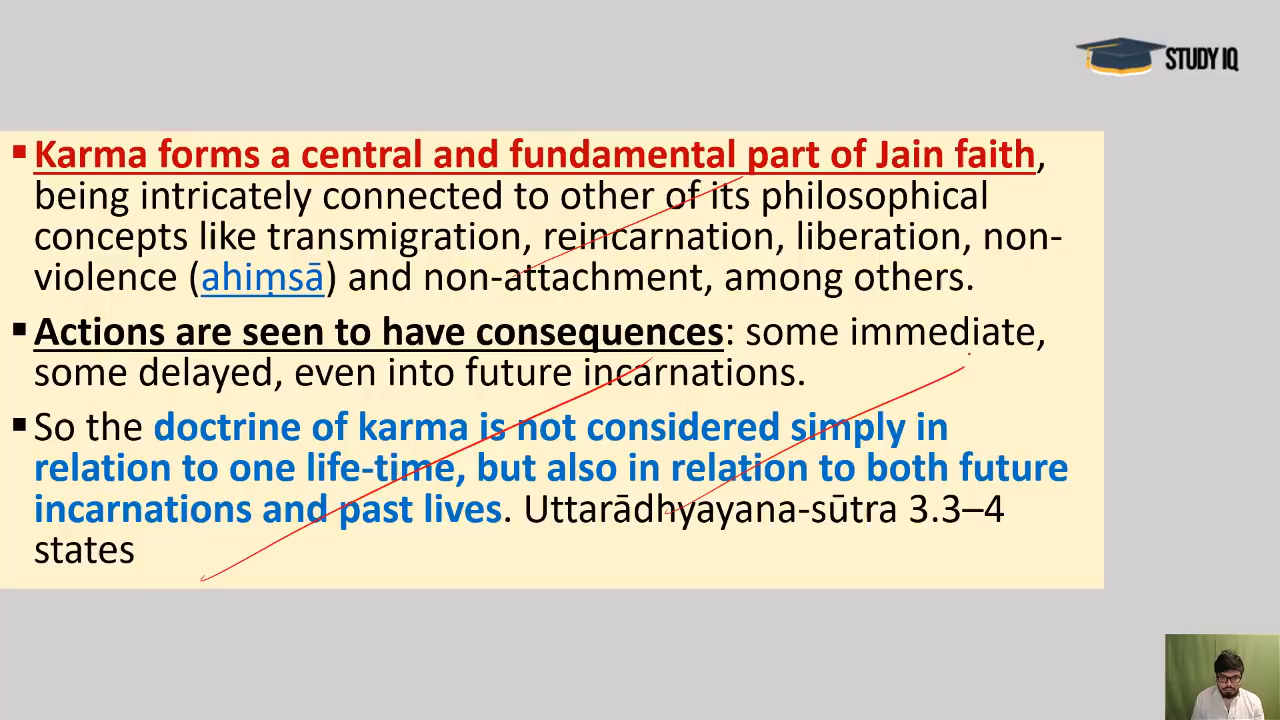 STUDY IQ
▪Karma forms a central and fundamental part of Jain faith,
being intricately connected to other of its philosophical
concepts like transmigration, reincarnation, liberation, non-
violence (ahiṃsā) and non-attachment, among others.
▪Actions are seen to have consequences: some immediate,
some delayed, even into future incarnations.
▪So the doctrine of karma is not considered simply in
relation to one life-time, but also in relation to both future
incarnations and past lives. Uttarādhyayana-sūtra 3.3–4
states